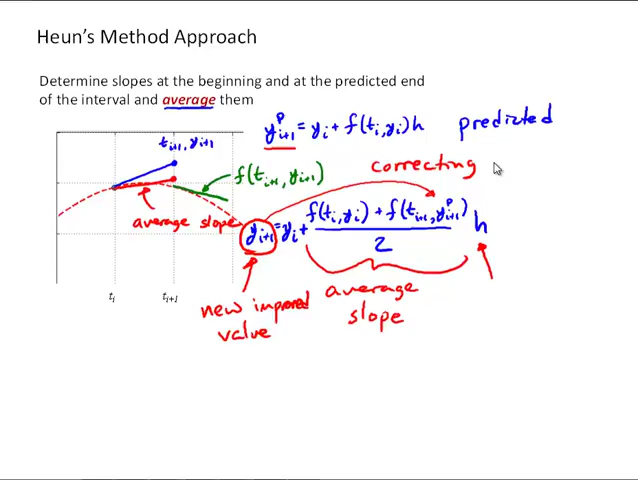 Heun's Method Approach
Determine slopes at the beginning and at the predicted end
of the interval and average them
y^p_{i+1} = y_i + f(t_i, y_i) h predicted
t_{i+1}, y_{i+1}
correcting
f(t_{i+1}, y_{i+1})
average slope
y_{i+1} = y_i + \frac{f(t_i, y_i) + f(t_{i+1}, y^p_{i+1})}{2} h
t_i t_{i+1}
new improved
value
average
slope